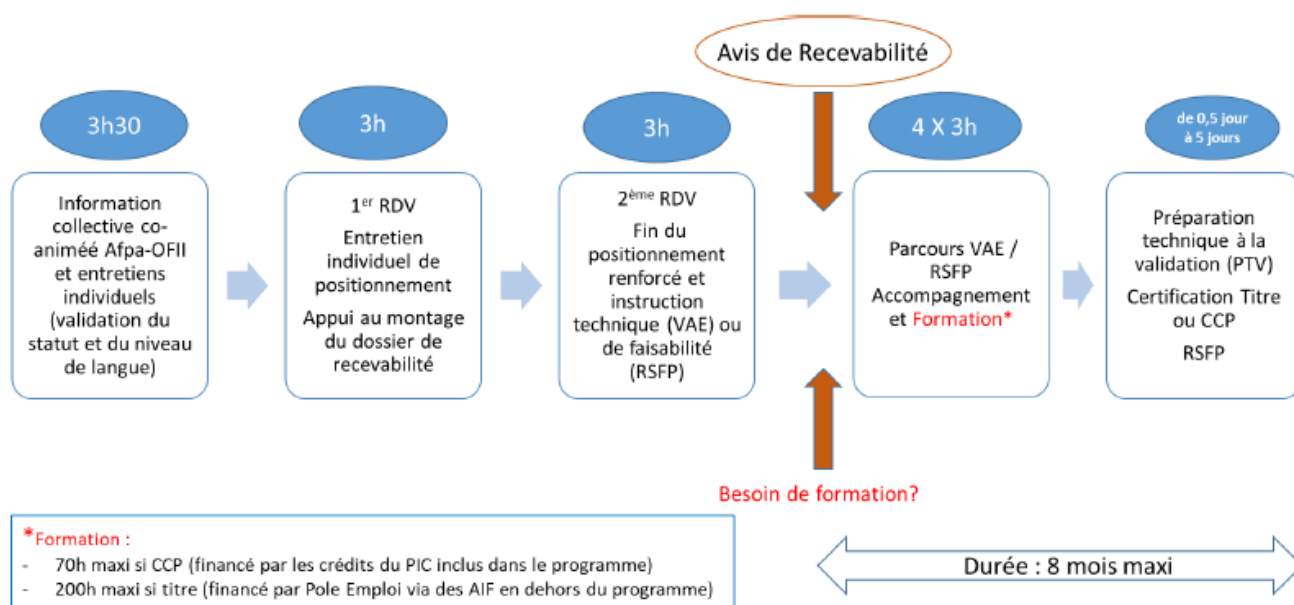 Avis de Recevabilité
3h30
3h
3h
4 X 3h
de 0,5 jour
à 5 jours
Information
collective co-
animéé Afpa-OFII
et entretiens
individuels
(validation du
statut et du niveau
de langue)
1er RDV
Entretien
individuel de
positionnement
Appui au montage
du dossier de
recevabilité
2ème RDV
Fin du
positionnement
renforcé et
instruction
technique (VAE) ou
de faisabilité
(RSFP)
Parcours VAE /
RSFP
Accompagnement
et Formation*
Préparation
technique à la
validation (PTV)
Certification Titre
ou CCP
RSFP
Besoin de formation?
*Formation :
- 70h maxi si CCP (financé par les crédits du PIC inclus dans le programme)
- 200h maxi si titre (financé par Pole Emploi via des AIF en dehors du programme)
Durée : 8 mois maxi